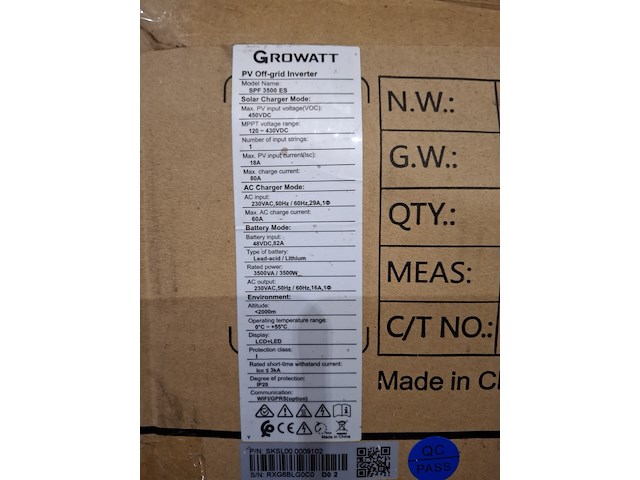 GROWATT
PV Off-grid Inverter
Model Name:
SPF 3500 ES
Solar Charger Mode:
Max. PV input voltage(VOC):
450VDC
MPPT voltage range:
120 ~ 430VDC
Number of input strings:
1
Max. PV input current(Isc):
18A
Max. charge current:
80A
AC Charger Mode:
AC input:
230VAC,50Hz / 60Hz,29A,1Φ
Max. AC charge current:
60A
Battery Mode:
Battery input:
48VDC,82A
Type of battery:
Lead-acid / Lithium
Rated power:
3500VA / 3500W
AC output:
230VAC,50Hz / 60Hz,16A,1Φ
Environment:
Altitude:
<2000m
Operating temperature range:
0°C ~ +55°C
Display:
LCD+LED
Protection class:
I
Rated short-time withstand current:
Icc ≤ 3kA
Degree of protection:
IP20
Communication:
WIFI/GPRS(option)
CE
Made in China
P/N: SKSL00.0009102
S/N: RXG6BLG0C0 D0 2
N.W.:
G.W.:
QTY.:
MEAS:
C/T NO.:
Made in C
QC
PASS